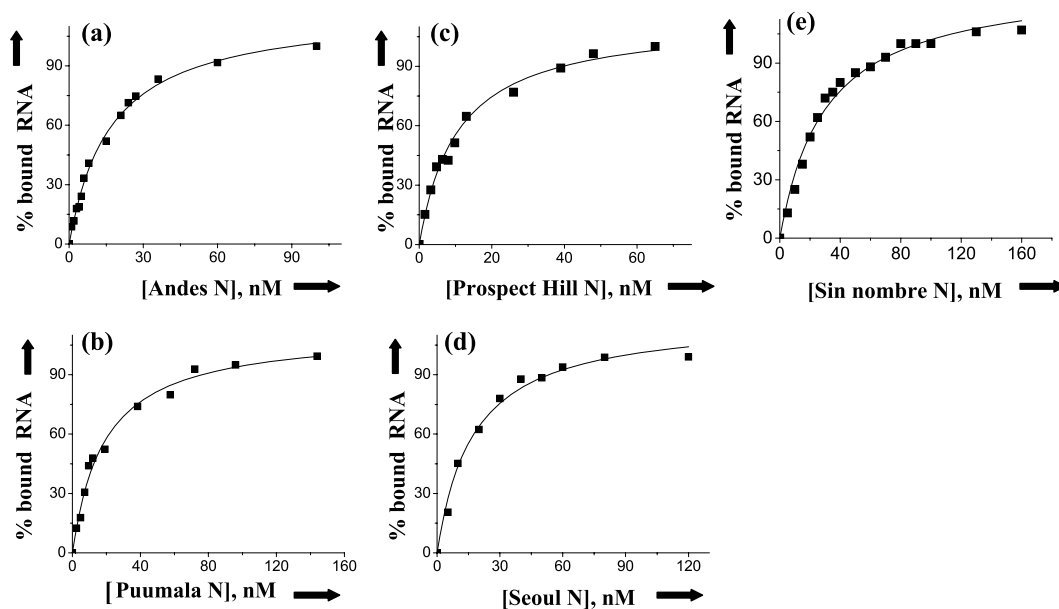 (a)
% bound RNA
90
60
30
0
0 30 60 90
[Andes N], nM
(c)
% bound RNA
90
60
30
0
0 20 40 60
[Prospect Hill N], nM
(e)
% bound RNA
90
60
30
0
0 40 80 120 160
[Sin nombre N], nM
(b)
% bound RNA
90
60
30
0
0 40 80 120 160
[Puumala N], nM
(d)
% bound RNA
90
60
30
0
0 30 60 90 120
[Seoul N], nM